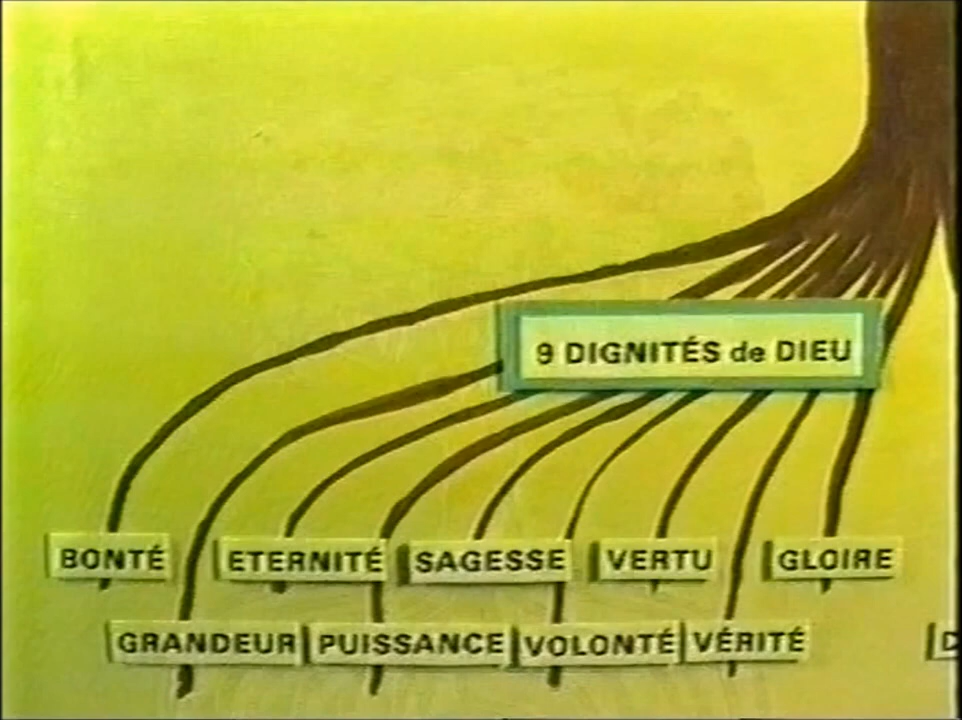 9 DIGNITÉS de DIEU
BONTÉ
ETERNITÉ
SAGESSE
VERTU
GLOIRE
GRANDEUR
PUISSANCE
VOLONTÉ
VÉRITÉ